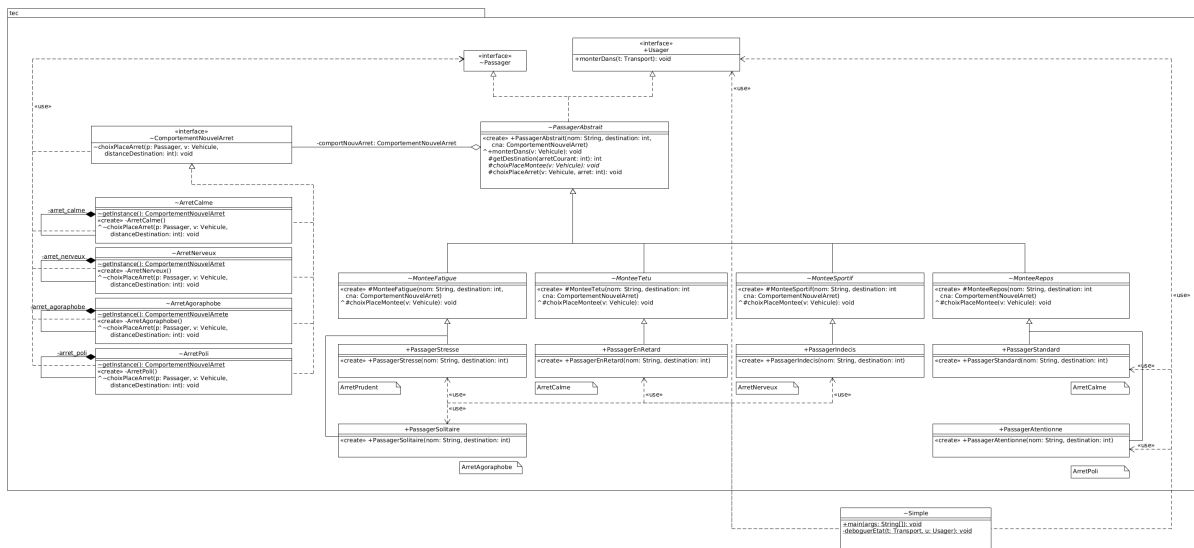 tec
«interface»
~Passager
«interface»
+Usager
+monterDans(t: Transport): void
«use»
«use»
«interface»
~ComportementNouvelArret
~choixPlaceArret(p: Passager, v: Vehicule,
distanceDestination: int): void
-comportNouvArret: ComportementNouvelArret
~PassagerAbstrait
«create» +PassagerAbstrait(nom: String, destination: int,
cna: ComportementNouvelArret)
^+monterDans(v: Vehicule): void
#getDestination(arretCourant: int): int
#choixPlaceMontee(v: Vehicule): void
#choixPlaceArret(v: Vehicule, arret: int): void
-arret_calme
~ArretCalme
~getInstance(): ComportementNouvelArret
«create» -ArretCalme()
^~choixPlaceArret(p: Passager, v: Vehicule,
distanceDestination: int): void
-arret_nerveux
~ArretNerveux
~getInstance(): ComportementNouvelArret
«create» -ArretNerveux()
^~choixPlaceArret(p: Passager, v: Vehicule,
distanceDestination: int): void
-arret_agoraphobe
~ArretAgoraphobe
~getInstance(): ComportementNouvelArrete
«create» -ArretAgoraphobe()
^~choixPlaceArret(p: Passager, v: Vehicule,
distanceDestination: int): void
-arret_poli
~ArretPoli
~getInstance(): ComportementNouvelArret
«create» -ArretPoli()
^~choixPlaceArret(p: Passager, v: Vehicule,
distanceDestination: int): void
~MonteeFatigue
«create» #MonteeFatigue(nom: String, destination: int,
cna: ComportementNouvelArret)
^#choixPlaceMontee(v: Vehicule): void
~MonteeTetu
«create» #MonteeTetu(nom: String, destination: int,
cna: ComportementNouvelArret)
^#choixPlaceMontee(v: Vehicule): void
~MonteeSportif
«create» #MonteeSportif(nom: String, destination: int,
cna: ComportementNouvelArret)
^#choixPlaceMontee(v: Vehicule): void
~MonteeRepos
«create» #MonteeRepos(nom: String, destination: int,
cna: ComportementNouvelArret)
^#choixPlaceMontee(v: Vehicule): void
«use»
+PassagerStresse
«create» +PassagerStresse(nom: String, destination: int)
+PassagerEnRetard
«create» +PassagerEnRetard(nom: String, destination: int)
+PassagerIndecis
«create» +PassagerIndecis(nom: String, destination: int)
+PassagerStandard
«create» +PassagerStandard(nom: String, destination: int)
«use»
ArretPrudent
ArretCalme
ArretNerveux
ArretCalme
«use»
«use»
«use»
«use»
+PassagerSolitaire
«create» +PassagerSolitaire(nom: String, destination: int)
+PassagerAtentionne
«create» +PassagerAtentionne(nom: String, destination: int)
«use»
ArretAgoraphobe
ArretPoli
~Simple
+main(args: String[]): void
-deboguerEtat(t: Transport, u: Usager): void